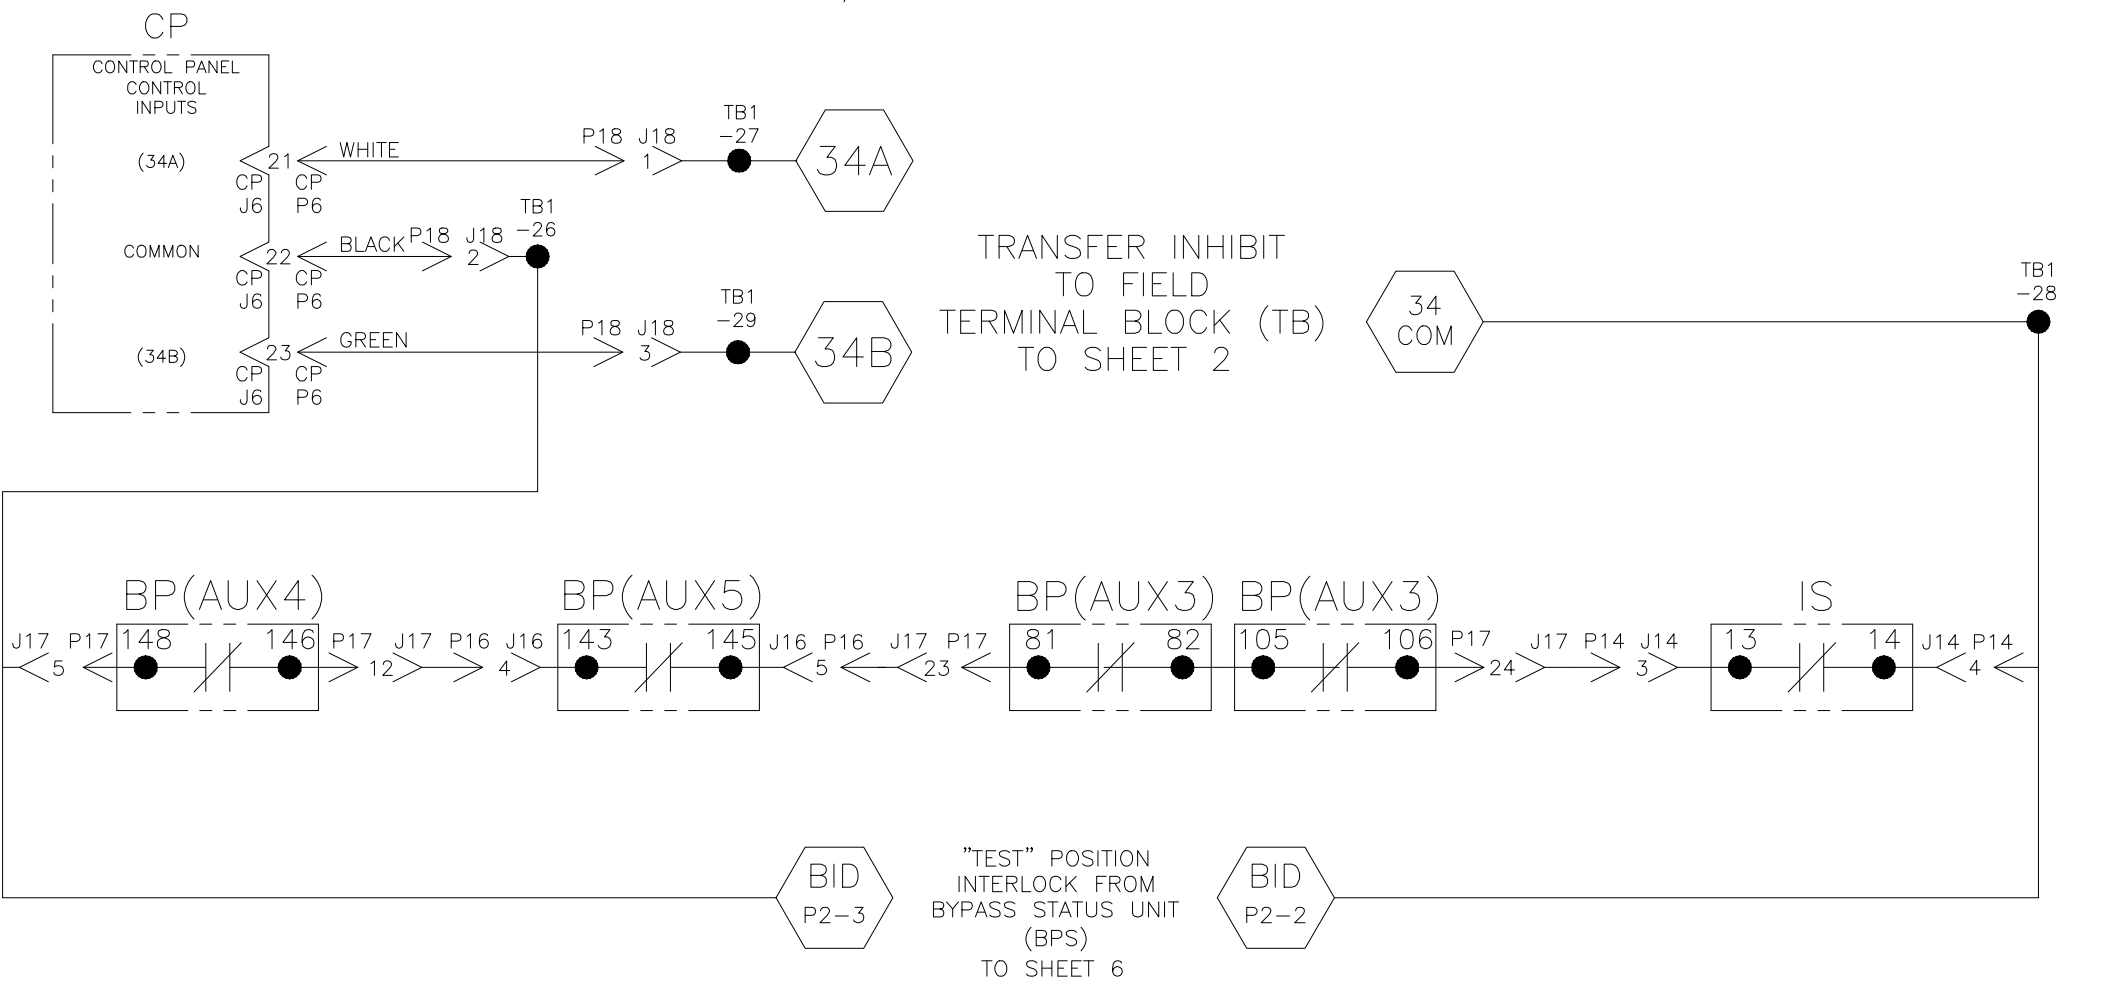 CP
CONTROL PANEL
CONTROL
INPUTS
(34A)
21
CP
J6
CP
P6
WHITE
P18
J18
1
TB1
-27
34A
COMMON
22
CP
J6
CP
P6
BLACK
P18
J18
2
TB1
-26
(34B)
23
CP
J6
CP
P6
GREEN
P18
J18
3
TB1
-29
34B
TRANSFER INHIBIT
TO FIELD
TERMINAL BLOCK (TB)
TO SHEET 2
34
COM
TB1
-28
BP(AUX4)
BP(AUX5)
BP(AUX3)
BP(AUX3)
IS
J17
5
P17
148
146
P17
12
J17
P16
J16
4
143
145
J16
5
P16
J17
23
P17
81
82
105
106
P17
24
J17
P14
J14
3
13
14
J14
4
P14
BID
P2-3
"TEST" POSITION
INTERLOCK FROM
BYPASS STATUS UNIT
(BPS)
TO SHEET 6
BID
P2-2